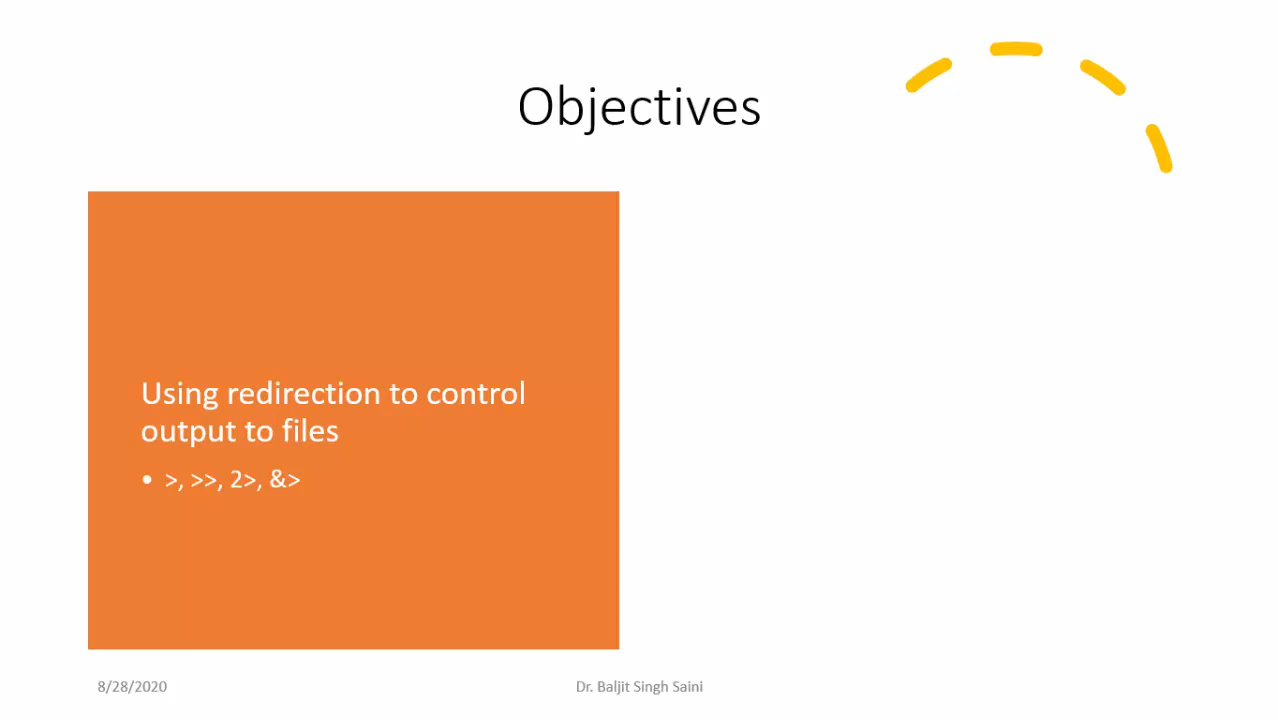 Objectives
Using redirection to control
output to files
• >, >>, 2>, &>
8/28/2020
Dr. Baljit Singh Saini